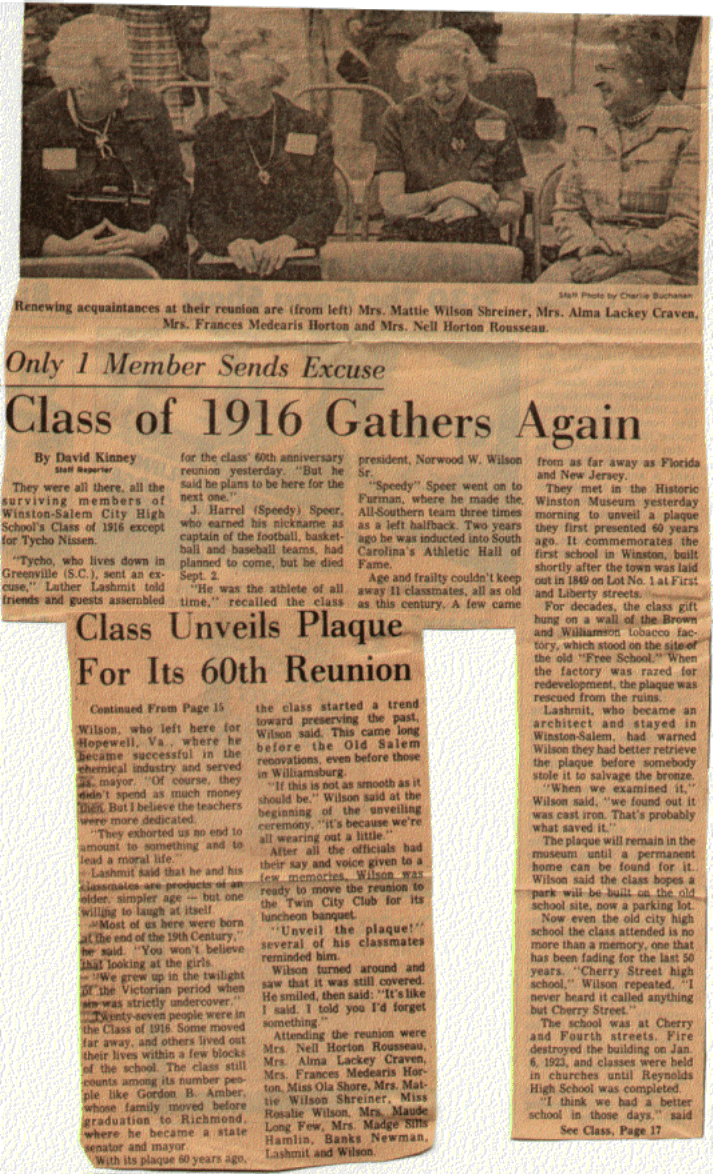 Staff Photo by Charlie Buchanan
Renewing acquaintances at their reunion are (from left) Mrs. Mattie Wilson Shreiner, Mrs. Alma Lackey Craven,
Mrs. Frances Medearis Horton and Mrs. Nell Horton Rousseau.
Only 1 Member Sends Excuse
Class of 1916 Gathers Again
By David Kinney
Staff Reporter
They were all there, all the
surviving members of
Winston-Salem City High
School's Class of 1916 except
for Tycho Nissen.
"Tycho, who lives down in
Greenville (S.C.), sent an ex-
cuse," Luther Lashmit told
friends and guests assembled
for the class' 60th anniversary
reunion yesterday. "But he
said he plans to be here for the
next one."
J. Harrel (Speedy) Speer,
who earned his nickname as
captain of the football, basket-
ball and baseball teams, had
planned to come, but he died
Sept. 2.
"He was the athlete of all
time," recalled the class
president, Norwood W. Wilson
Sr.
"Speedy" Speer went on to
Furman, where he made the
All-Southern team three times
as a left halfback. Two years
ago he was inducted into South
Carolina's Athletic Hall of
Fame.
Age and frailty couldn't keep
away 11 classmates, all as old
as this century. A few came
from as far away as Florida
and New Jersey.
They met in the Historic
Winston Museum yesterday
morning to unveil a plaque
they first presented 60 years
ago. It commemorates the
first school in Winston, built
shortly after the town was laid
out in 1849 on Lot No. 1 at First
and Liberty streets.
For decades, the class gift
hung on a wall of the Brown
and Williamson tobacco fac-
tory, which stood on the site of
the old "Free School." When
the factory was razed for
redevelopment, the plaque was
rescued from the ruins.
Lashmit, who became an
architect and stayed in
Winston-Salem, had warned
Wilson they had better retrieve
the plaque before somebody
stole it to salvage the bronze.
"When we examined it,"
Wilson said, "we found out it
was cast iron. That's probably
what saved it."
The plaque will remain in the
museum until a permanent
home can be found for it.
Wilson said the class hopes a
park will be built on the old
school site, now a parking lot.
Now even the old city high
school the class attended is no
more than a memory, one that
has been fading for the last 50
years. "Cherry Street high
school," Wilson repeated, "I
never heard it called anything
but Cherry Street."
The school was at Cherry
and Fourth streets. Fire
destroyed the building on Jan.
6, 1923, and classes were held
in churches until Reynolds
High School was completed.
"I think we had a better
school in those days," said
See Class, Page 17
Class Unveils Plaque
For Its 60th Reunion
Continued From Page 15
Wilson, who left here for
Hopewell, Va., where he
became successful in the
chemical industry and served
as mayor. "Of course, they
didn't spend as much money
then. But I believe the teachers
were more dedicated.
"They exhorted us no end to
amount to something and to
lead a moral life."
Lashmit said that he and his
classmates are products of an
older, simpler age — but one
willing to laugh at itself.
"Most of us here were born
at the end of the 19th Century,"
he said. "You won't believe
that looking at the girls.
"We grew up in the twilight
of the Victorian period when
sin was strictly undercover."
Twenty-seven people were in
the Class of 1916. Some moved
far away, and others lived out
their lives within a few blocks
of the school. The class still
counts among its number peo-
ple like Gordon B. Amber,
whose family moved before
graduation to Richmond,
where he became a state
senator and mayor.
With its plaque 60 years ago,
the class started a trend
toward preserving the past,
Wilson said. This came long
before the Old Salem
renovations, even before those
in Williamsburg.
"If this is not as smooth as it
should be," Wilson said at the
beginning of the unveiling
ceremony, "it's because we're
all wearing out a little."
After all the officials had
their say and voice given to a
few memories, Wilson was
ready to move the reunion to
the Twin City Club for its
luncheon banquet.
"Unveil the plaque!"
several of his classmates
reminded him.
Wilson turned around and
saw that it was still covered.
He smiled, then said: "It's like
I said. I told you I'd forget
something."
Attending the reunion were
Mrs. Nell Horton Rousseau,
Mrs. Alma Lackey Craven,
Mrs. Frances Medearis Hor-
ton, Miss Ola Shore, Mrs. Mat-
tie Wilson Shreiner, Miss
Rosalie Wilson, Mrs. Maude
Long Few, Mrs. Madge Sills
Hamlin, Banks Newman,
Lashmit and Wilson.